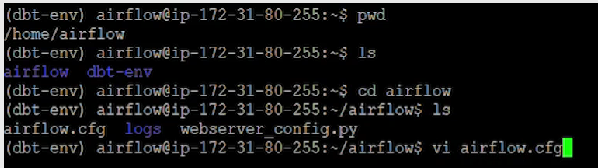 (dbt-env) airflow@ip-172-31-80-255:~$ pwd
/home/airflow
(dbt-env) airflow@ip-172-31-80-255:~$ ls
airflow  dbt-env
(dbt-env) airflow@ip-172-31-80-255:~$ cd airflow
(dbt-env) airflow@ip-172-31-80-255:~/airflow$ ls
airflow.cfg  logs  webserver_config.py
(dbt-env) airflow@ip-172-31-80-255:~/airflow$ vi airflow.cfg